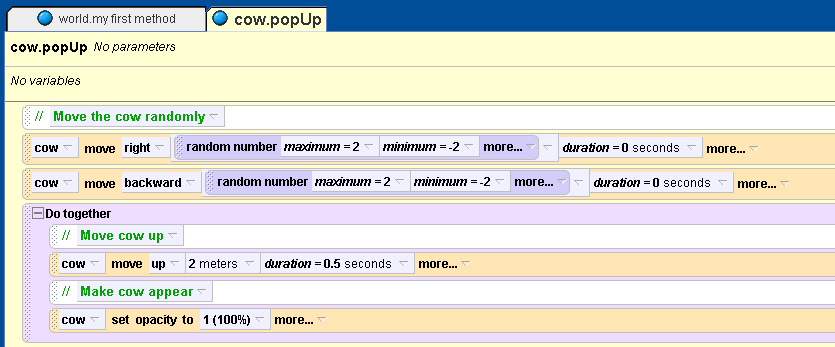 world.my first method cow.popUp
cow.popUp No parameters
No variables
// Move the cow randomly
cow move right random number maximum = 2 minimum = -2 more... duration = 0 seconds more...
cow move backward random number maximum = 2 minimum = -2 more... duration = 0 seconds more...
Do together
// Move cow up
cow move up 2 meters duration = 0.5 seconds more...
// Make cow appear
cow set opacity to 1 (100%) more...